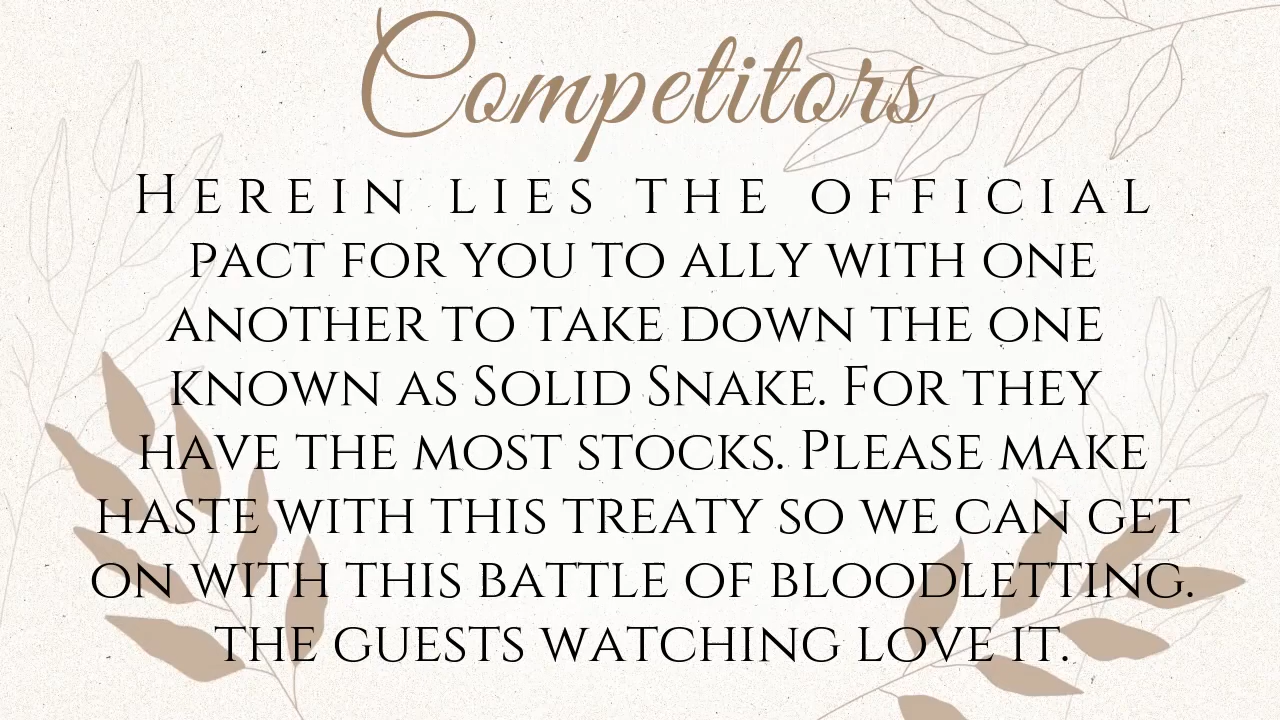 Competitors
HEREIN LIES THE OFFICIAL
PACT FOR YOU TO ALLY WITH ONE
ANOTHER TO TAKE DOWN THE ONE
KNOWN AS SOLID SNAKE. FOR THEY
HAVE THE MOST STOCKS. PLEASE MAKE
HASTE WITH THIS TREATY SO WE CAN GET
ON WITH THIS BATTLE OF BLOODLETTING.
THE GUESTS WATCHING LOVE IT.